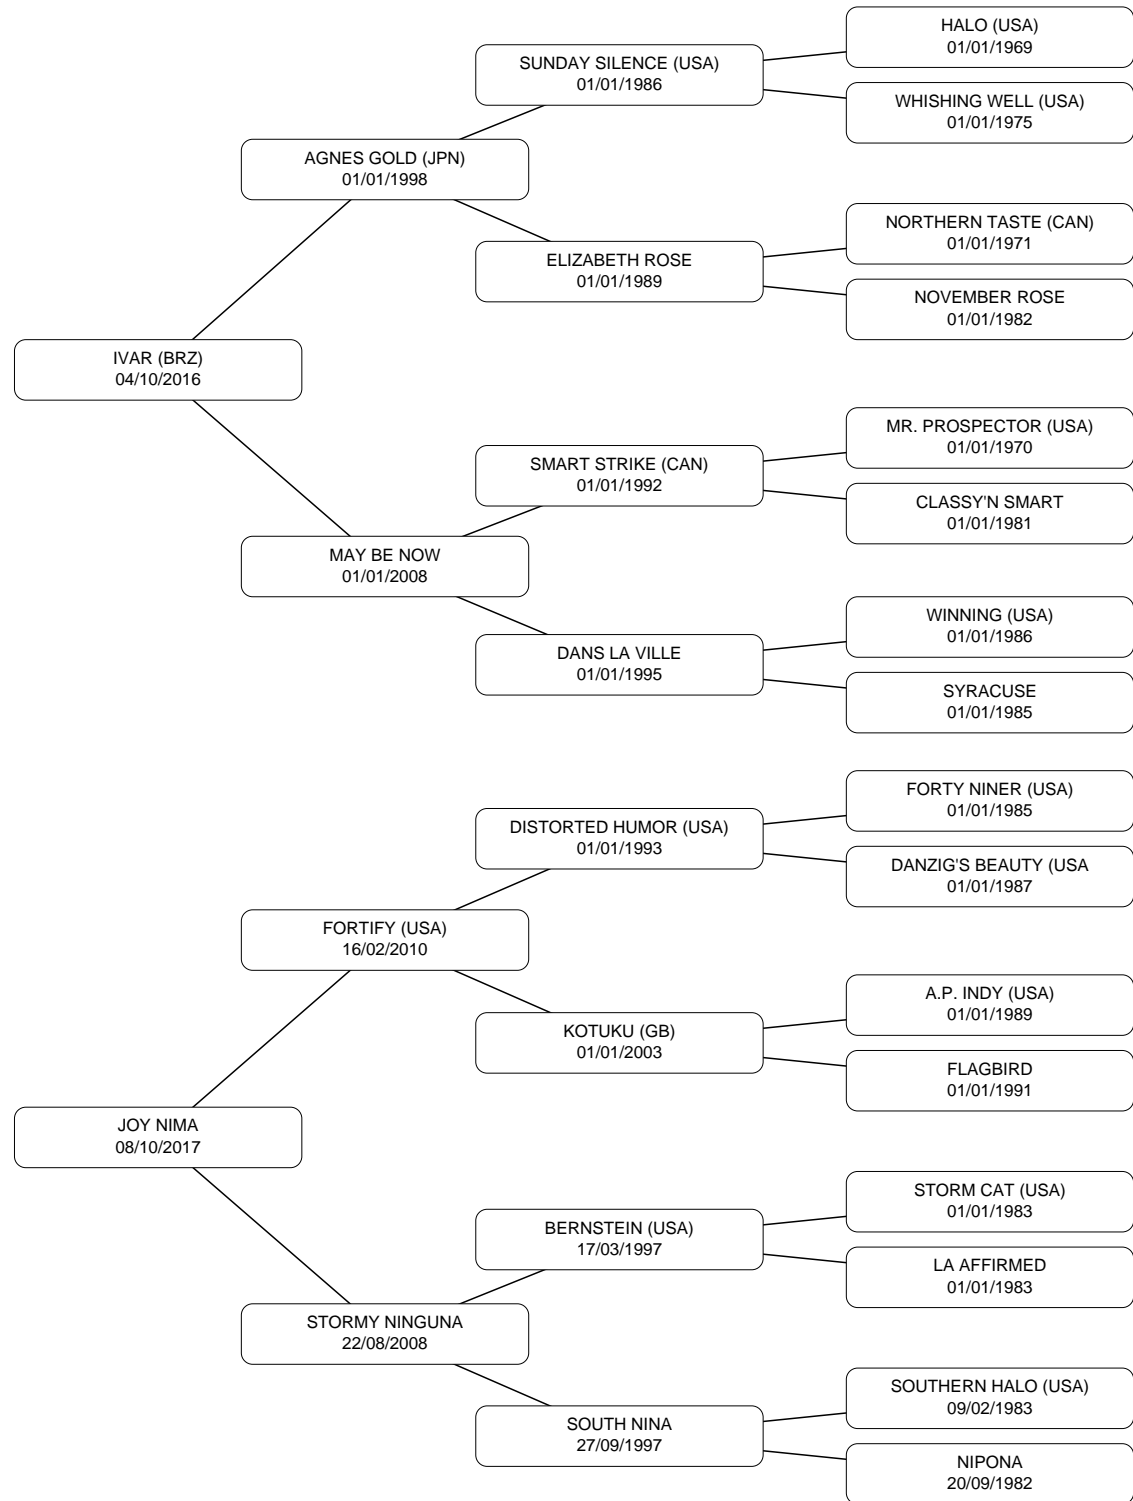 HALO (USA)
01/01/1969
SUNDAY SILENCE (USA)
01/01/1986
WHISHING WELL (USA)
01/01/1975
AGNES GOLD (JPN)
01/01/1998
NORTHERN TASTE (CAN)
01/01/1971
ELIZABETH ROSE
01/01/1989
NOVEMBER ROSE
01/01/1982
IVAR (BRZ)
04/10/2016
MR. PROSPECTOR (USA)
01/01/1970
SMART STRIKE (CAN)
01/01/1992
CLASSY'N SMART
01/01/1981
MAY BE NOW
01/01/2008
WINNING (USA)
01/01/1986
DANS LA VILLE
01/01/1995
SYRACUSE
01/01/1985
FORTY NINER (USA)
01/01/1985
DISTORTED HUMOR (USA)
01/01/1993
DANZIG'S BEAUTY (USA
01/01/1987
FORTIFY (USA)
16/02/2010
A.P. INDY (USA)
01/01/1989
KOTUKU (GB)
01/01/2003
FLAGBIRD
01/01/1991
JOY NIMA
08/10/2017
STORM CAT (USA)
01/01/1983
BERNSTEIN (USA)
17/03/1997
LA AFFIRMED
01/01/1983
STORMY NINGUNA
22/08/2008
SOUTHERN HALO (USA)
09/02/1983
SOUTH NINA
27/09/1997
NIPONA
20/09/1982